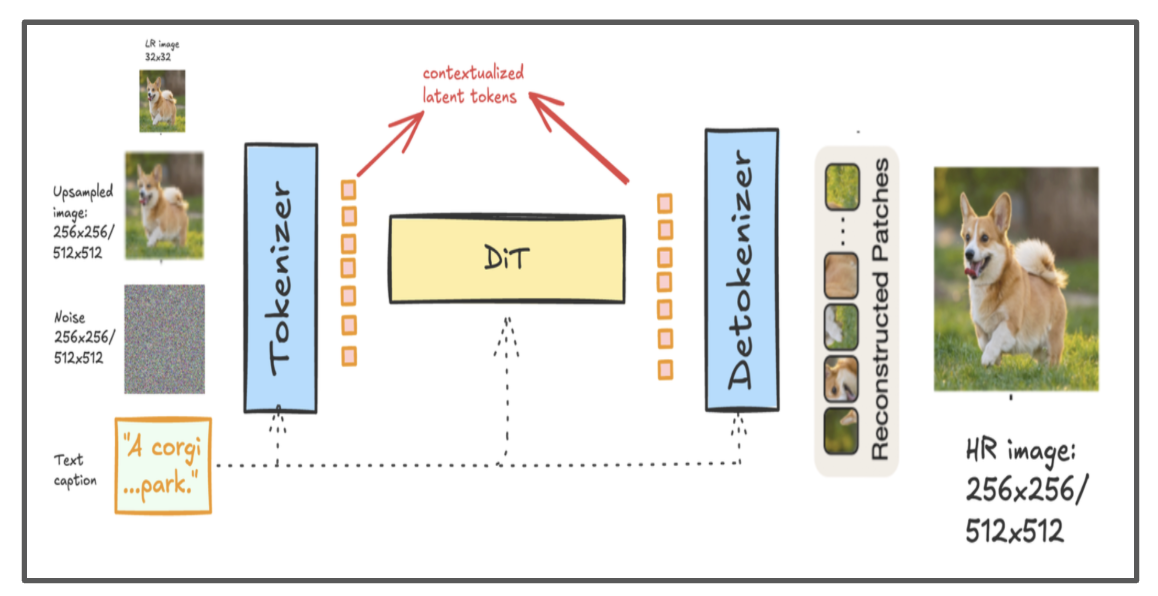 LR image
32x32
Upsampled
image:
256x256/
512x512
Noise
256x256/
512x512
Text
caption
"A corgi
...park."
Tokenizer
contextualized
latent tokens
DiT
Detokenizer
...
Reconstructed Patches
HR image:
256x256/
512x512